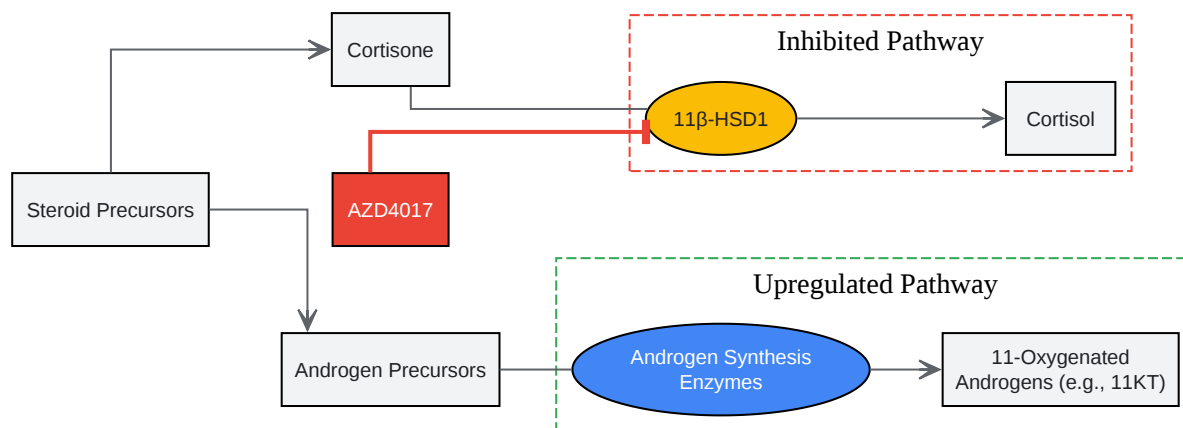 Inhibited Pathway
Cortisone
11β-HSD1
Cortisol
Steroid Precursors
AZD4017
Upregulated Pathway
Androgen Precursors
Androgen Synthesis
Enzymes
11-Oxygenated
Androgens (e.g., 11KT)